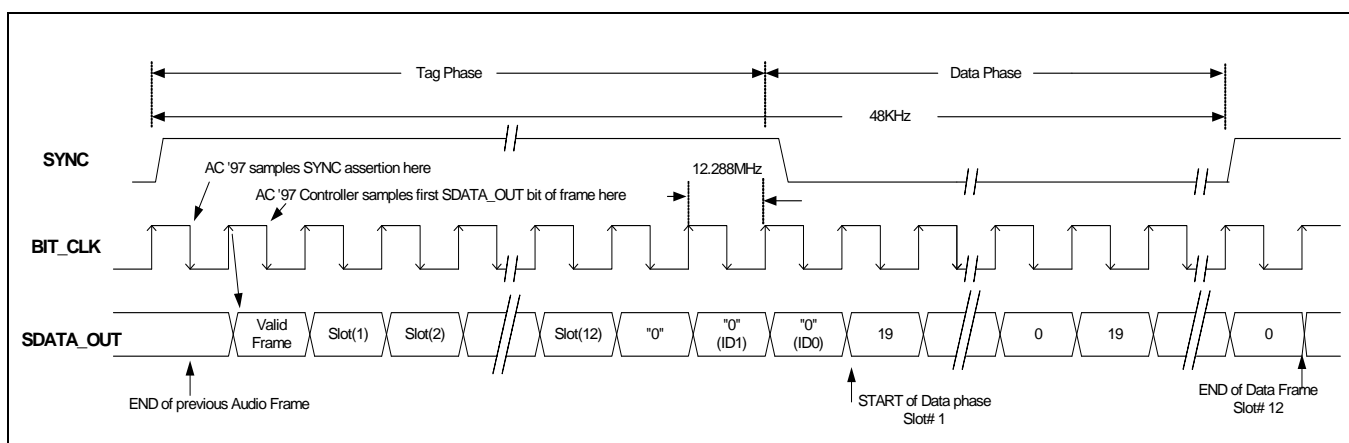 Tag Phase
Data Phase
48KHz
SYNC
AC '97 samples SYNC assertion here
12.288MHz
AC '97 Controller samples first SDATA_OUT bit of frame here
BIT_CLK
SDATA_OUT
Valid
Frame
Slot(1)
Slot(2)
Slot(12)
"0"
"0"
(ID1)
"0"
(ID0)
19
0
19
0
END of previous Audio Frame
START of Data phase
Slot# 1
END of Data Frame
Slot# 12